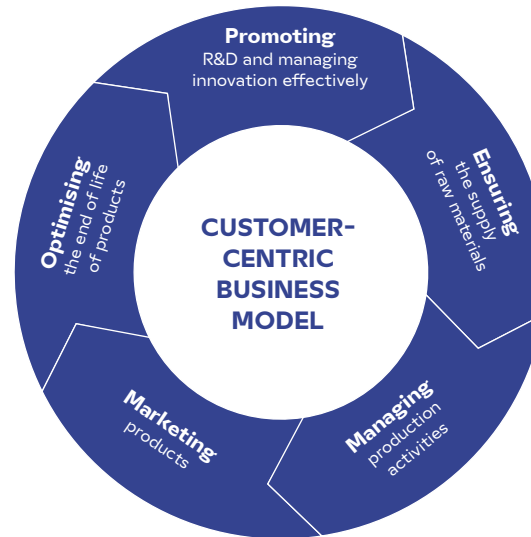 Promoting
R&D and managing
innovation effectively
Ensuring
the supply
of raw materials
Managing
production
activities
Marketing
products
Optimising
the end of life
of products
CUSTOMER-
CENTRIC
BUSINESS
MODEL